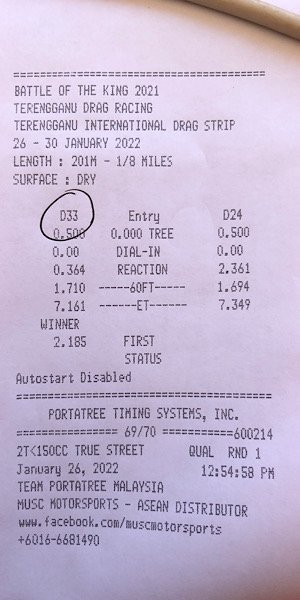 ==========================================
BATTLE OF THE KING 2021
TERENGGANU DRAG RACING
TERENGGANU INTERNATIONAL DRAG STRIP
26 - 30 JANUARY 2022
LENGTH : 201M - 1/8 MILES
SURFACE : DRY
==========================================
D33 Entry D24
0.500 0.000 TREE 0.500
0.00 DIAL-IN 0.00
0.364 REACTION 2.361
1.710 -----60FT----- 1.694
7.161 ------ET------ 7.349
WINNER
2.185 FIRST
STATUS
Autostart Disabled
==========================================
PORTATREE TIMING SYSTEMS, INC.
================ 69/70 ===========600214
2T<150CC TRUE STREET QUAL RND 1
January 26, 2022 12:54:58 PM
TEAM PORTATREE MALAYSIA
MUSC MOTORSPORTS - ASEAN DISTRIBUTOR
www.facebook.com/muscmotorsports
+6016-6681490